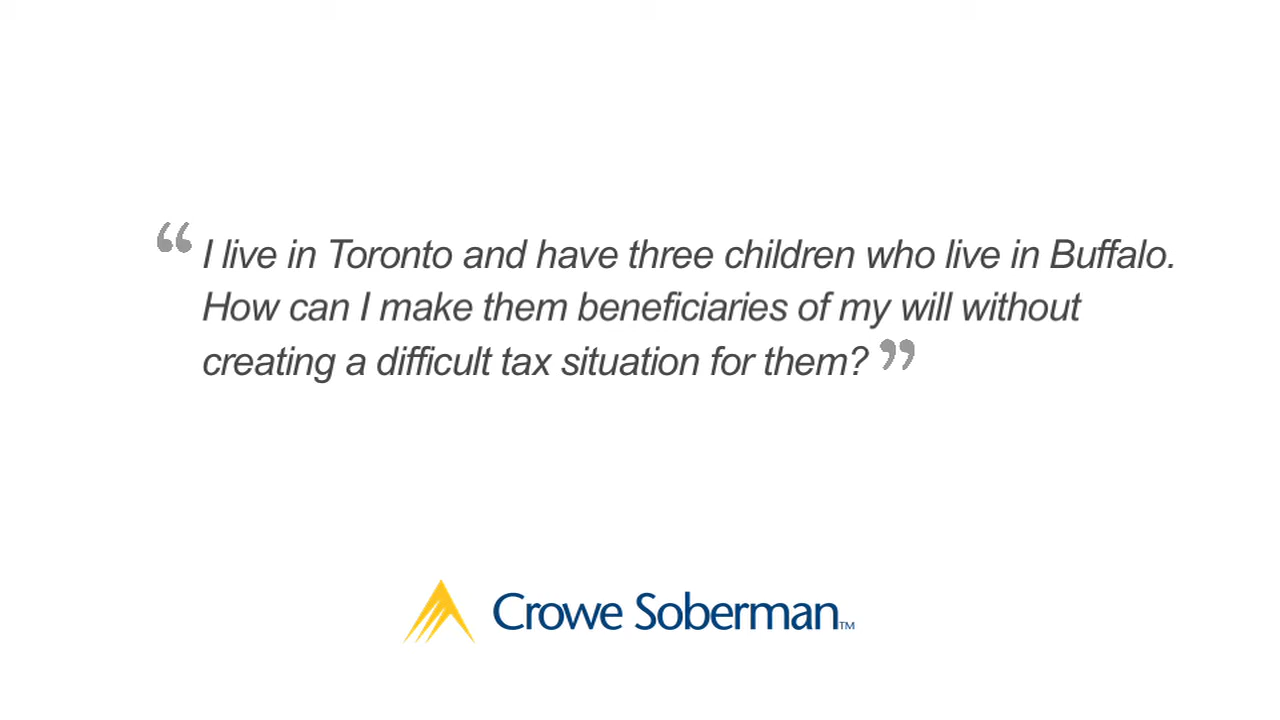 “ I live in Toronto and have three children who live in Buffalo.
How can I make them beneficiaries of my will without
creating a difficult tax situation for them? ”
Crowe Soberman™